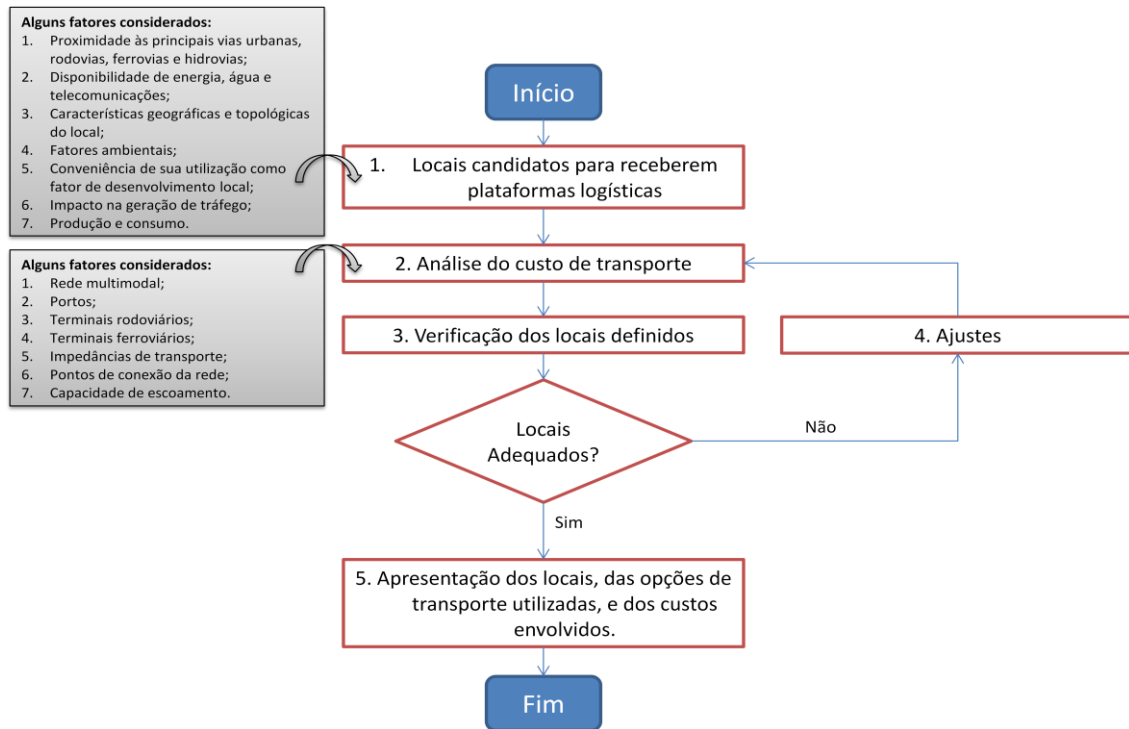 Alguns fatores considerados:
1. Proximidade às principais vias urbanas,
rodovias, ferrovias e hidrovias;
2. Disponibilidade de energia, água e
telecomunicações;
3. Características geográficas e topológicas
do local;
4. Fatores ambientais;
5. Conveniência de sua utilização como
fator de desenvolvimento local;
6. Impacto na geração de tráfego;
7. Produção e consumo.
Alguns fatores considerados:
1. Rede multimodal;
2. Portos;
3. Terminais rodoviários;
4. Terminais ferroviários;
5. Impedâncias de transporte;
6. Pontos de conexão da rede;
7. Capacidade de escoamento.
Início
1. Locais candidatos para receberem
plataformas logísticas
2. Análise do custo de transporte
3. Verificação dos locais definidos
4. Ajustes
Locais
Adequados?
Não
Sim
5. Apresentação dos locais, das opções de
transporte utilizadas, e dos custos
envolvidos.
Fim